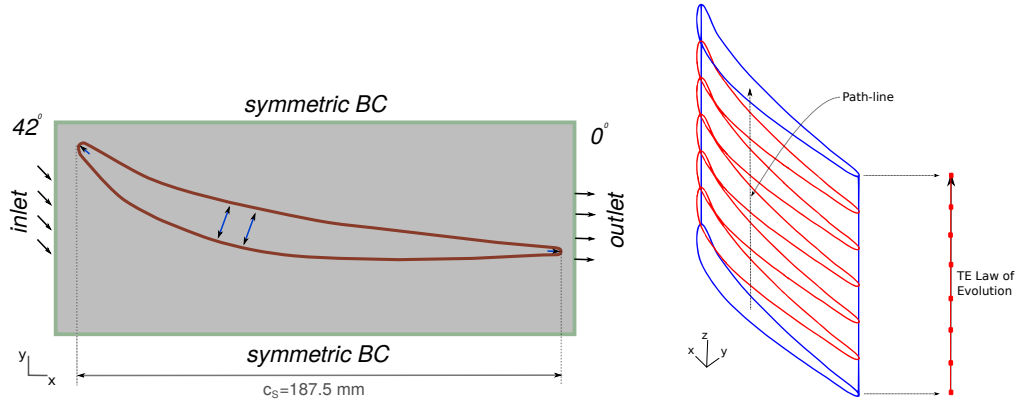 symmetric BC
42°
0°
inlet
outlet
symmetric BC
y
x
c_S=187.5 mm
Path-line
TE Law of
Evolution
z
x
y